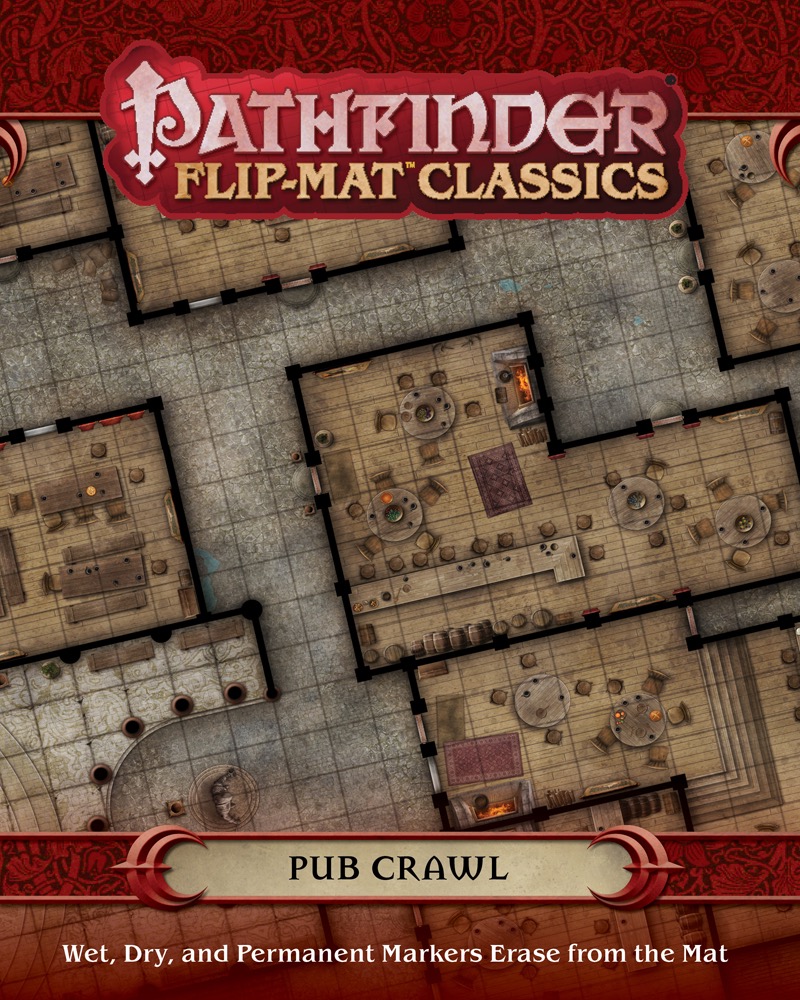 PATHFINDER
FLIP-MAT™ CLASSICS
PUB CRAWL
Wet, Dry, and Permanent Markers Erase from the Mat